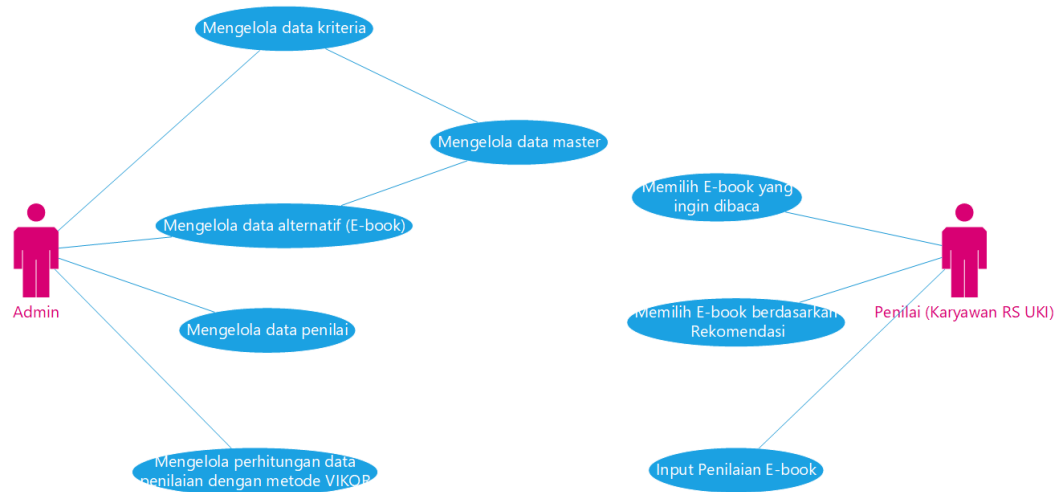 Mengelola data kriteria
Mengelola data master
Memilih E-book yang
ingin dibaca
Mengelola data alternatif (E-book)
Admin
Penilai (Karyawan RS UKI)
Mengelola data penilai
Memilih E-book berdasarkan
Rekomendasi
Mengelola perhitungan data
penilaian dengan metode VIKOR
Input Penilaian E-book